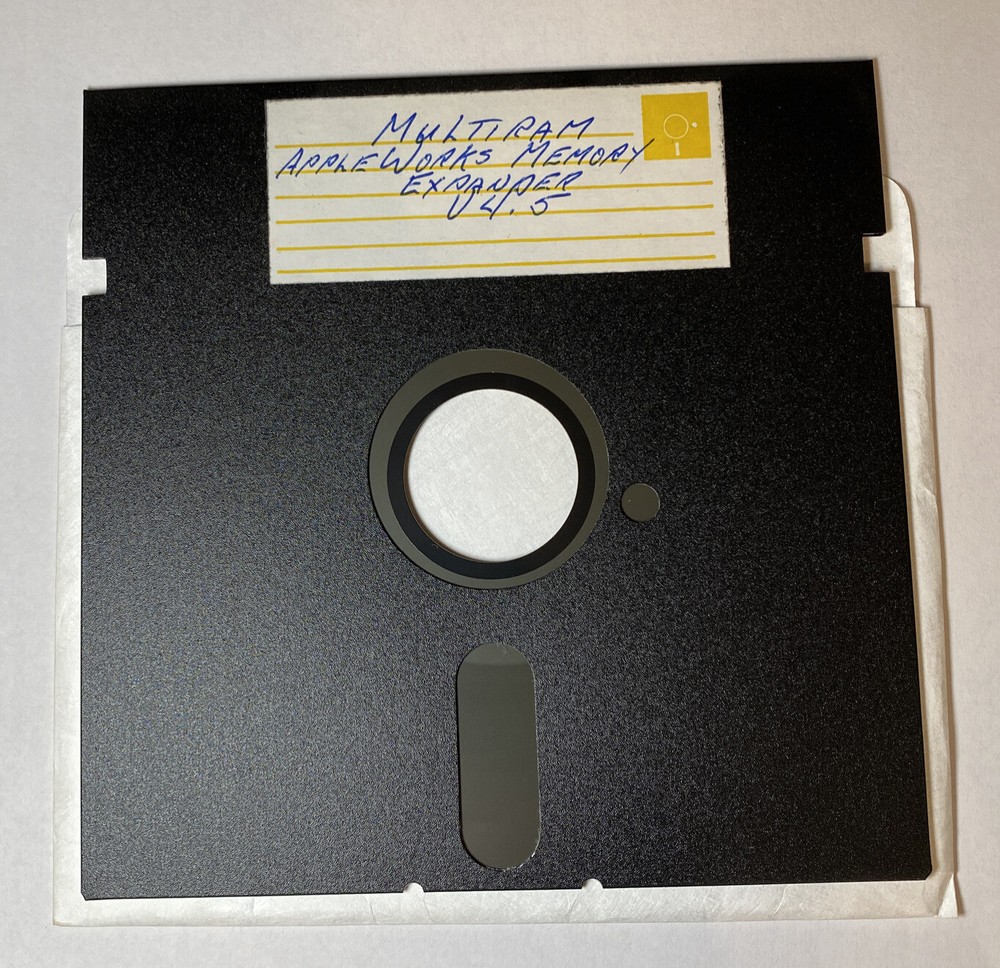 MULTIRAM
APPLEWORKS MEMORY
EXPANDER
V4.5